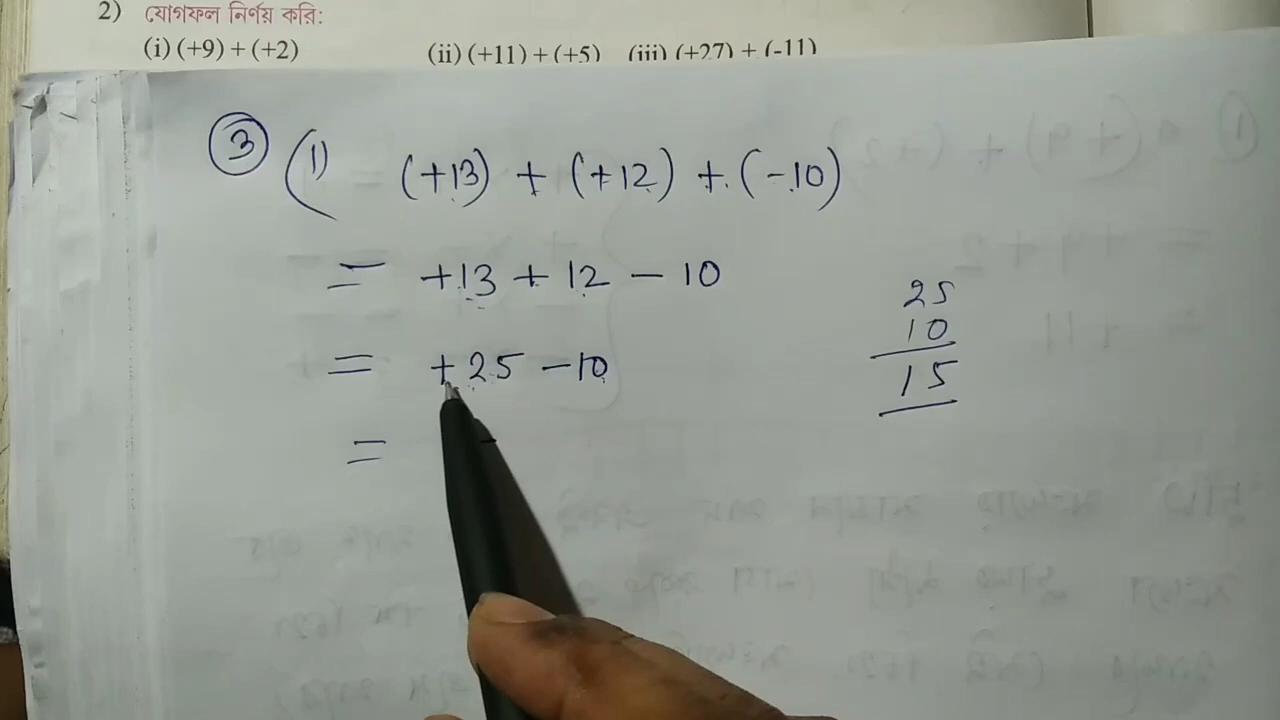 2) যোগফল নির্ণয় করি:
(i) (+9) + (+2) (ii) (+11) + (+5) (iii) (+27) + (-11)
③ (1) (+13) + (+12) + (-10)
= +13 + 12 - 10
= +25 - 10
=
25
10
15